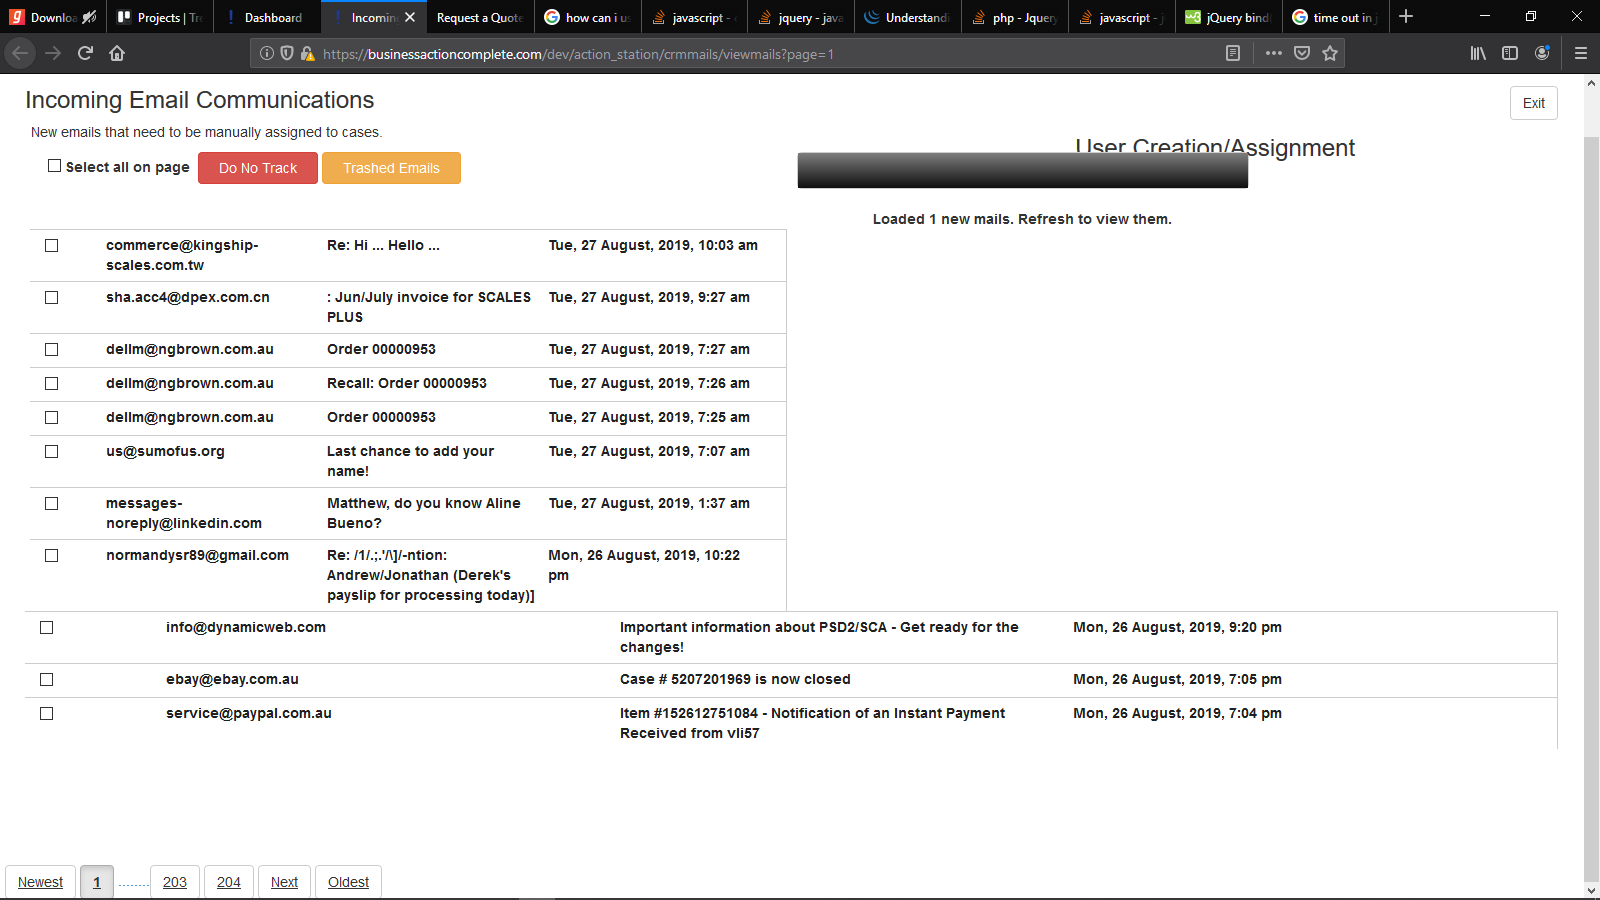 Downloa
Projects | Tre
Dashboard
Incoming
Request a Quote
how can i us
javascript - c
jquery - java
Understandi
php - Jquery
javascript - j
jQuery bind
time out in j
https://businessactioncomplete.com/dev/action_station/crmmails/viewmails?page=1
Incoming Email Communications
Exit
New emails that need to be manually assigned to cases.
User Creation/Assignment
Select all on page
Do No Track
Trashed Emails
Loaded 1 new mails. Refresh to view them.
commerce@kingship-
scales.com.tw
Re: Hi ... Hello ...
Tue, 27 August, 2019, 10:03 am
sha.acc4@dpex.com.cn
: Jun/July invoice for SCALES
PLUS
Tue, 27 August, 2019, 9:27 am
dellm@ngbrown.com.au
Order 00000953
Tue, 27 August, 2019, 7:27 am
dellm@ngbrown.com.au
Recall: Order 00000953
Tue, 27 August, 2019, 7:26 am
dellm@ngbrown.com.au
Order 00000953
Tue, 27 August, 2019, 7:25 am
us@sumofus.org
Last chance to add your
name!
Tue, 27 August, 2019, 7:07 am
messages-
noreply@linkedin.com
Matthew, do you know Aline
Bueno?
Tue, 27 August, 2019, 1:37 am
normandysr89@gmail.com
Re: /1/.;.'/\]/-ntion:
Andrew/Jonathan (Derek's
payslip for processing today)]
Mon, 26 August, 2019, 10:22
pm
info@dynamicweb.com
Important information about PSD2/SCA - Get ready for the
changes!
Mon, 26 August, 2019, 9:20 pm
ebay@ebay.com.au
Case # 5207201969 is now closed
Mon, 26 August, 2019, 7:05 pm
service@paypal.com.au
Item #152612751084 - Notification of an Instant Payment
Received from vli57
Mon, 26 August, 2019, 7:04 pm
Newest
1
........
203
204
Next
Oldest